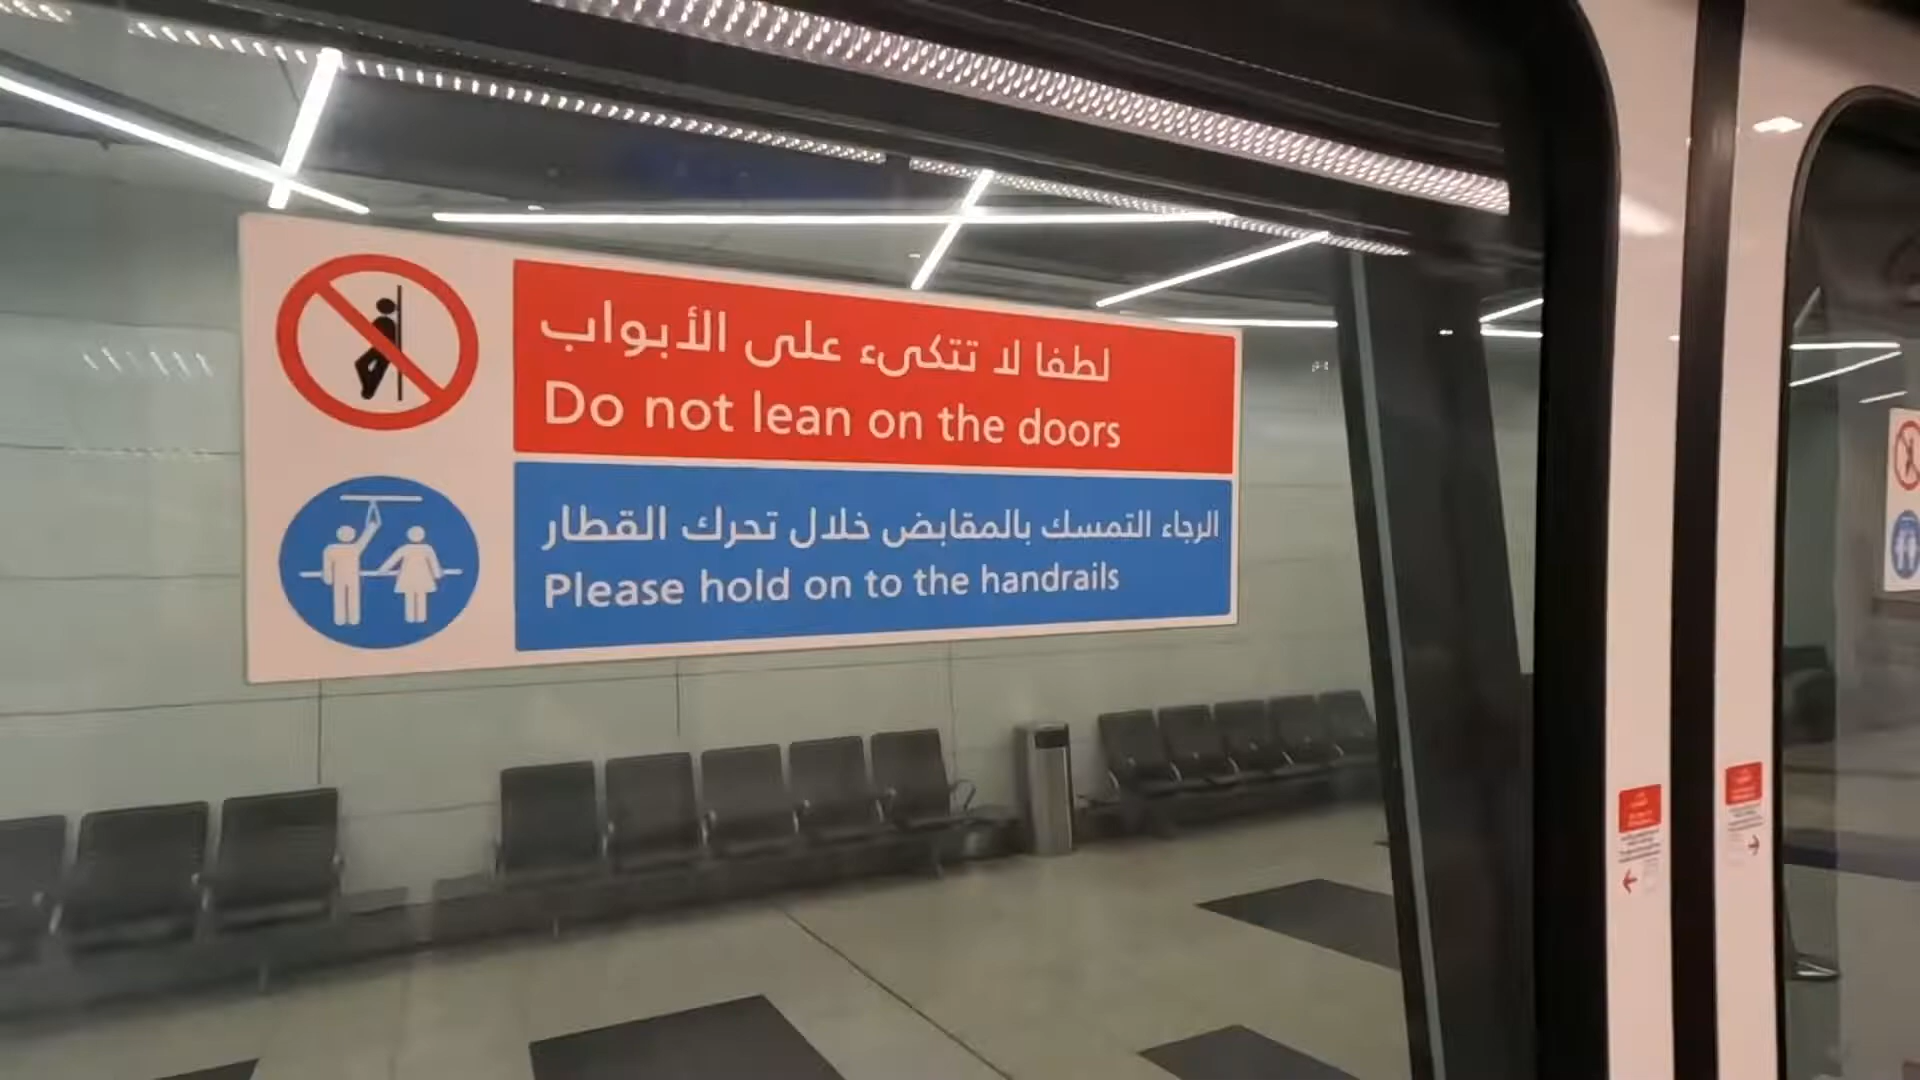 لطفا لا تتكىء على الأبواب
Do not lean on the doors
الرجاء التمسك بالمقابض خلال تحرك القطار
Please hold on to the handrails